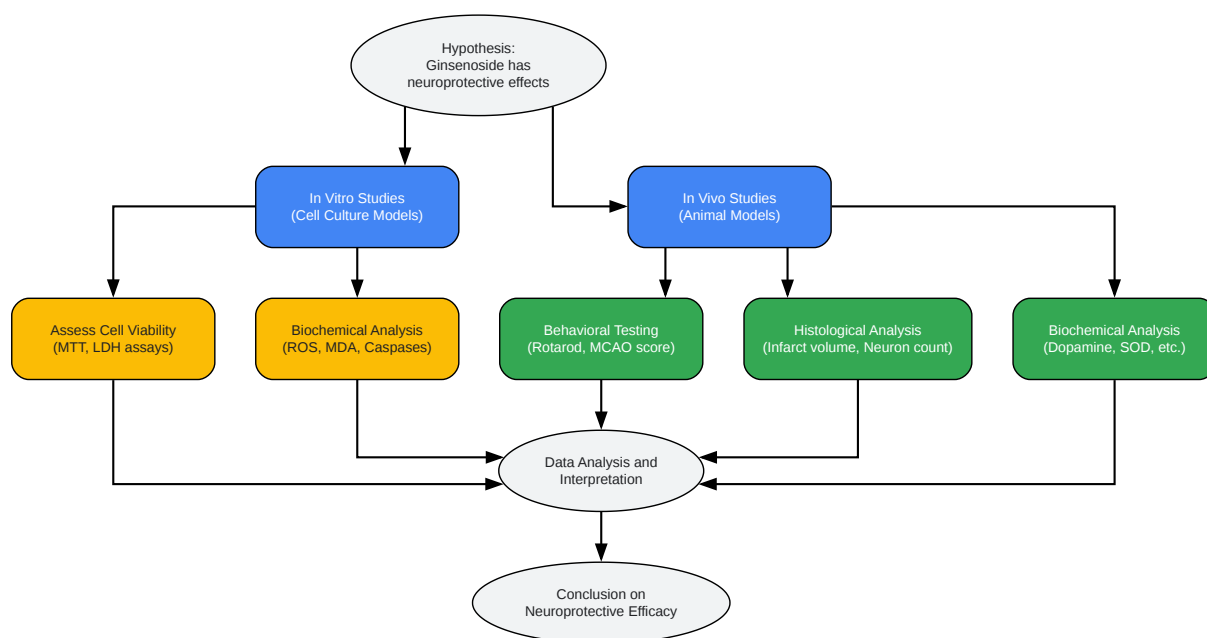 Hypothesis:
Ginsenoside has
neuroprotective effects
In Vitro Studies
(Cell Culture Models)
In Vivo Studies
(Animal Models)
Assess Cell Viability
(MTT, LDH assays)
Biochemical Analysis
(ROS, MDA, Caspases)
Behavioral Testing
(Rotarod, MCAO score)
Histological Analysis
(Infarct volume, Neuron count)
Biochemical Analysis
(Dopamine, SOD, etc.)
Data Analysis and
Interpretation
Conclusion on
Neuroprotective Efficacy